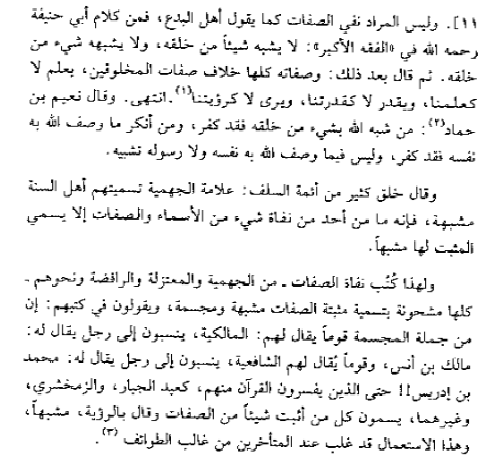 ١١]. وليس المراد نفي الصفات كما يقول أهل البدع، فمن كلام أبي حنيفة
رحمه الله في «الفقه الأكبر»: لا يشبه شيئاً من خلقه، ولا يشبهه شيء من
خلقه. ثم قال بعد ذلك: وصفاته كلها خلاف صفات المخلوقين، يعلم لا
كعلمنا، ويقدر لا كقدرتنا، ويرى لا كرؤيتنا(١). انتهى. وقال نعيم بن
حماد(٢): من شبه الله بشيء من خلقه فقد كفر، ومن أنكر ما وصف الله به
نفسه فقد كفر، وليس فيما وصف الله به نفسه ولا رسوله تشبيه.
وقال خلق كثير من أئمة السلف: علامة الجهمية تسميتهم أهل السنة
مشبهة، فإنه ما من أحد من نفاة شيء من الأسماء والصفات إلا يسمي
المثبت لها مشبهاً.
ولهذا كُتُب نفاة الصفات ـ من الجهمية والمعتزلة والرافضة ونحوهم ـ
كلها مشحونة بتسمية مثبتة الصفات مشبهة ومجسمة، ويقولون في كتبهم: إن
من جملة المجسمة قوماً يقال لهم: المالكية، ينسبون إلى رجل يقال له:
مالك بن أنس، وقوماً يُقال لهم الشافعية، ينسبون إلى رجل يقال له: محمد
بن إدريس!! حتى الذين يفسرون القرآن منهم، كعبد الجبار، والزمخشري،
وغيرهما، يسمون كل من أثبت شيئاً من الصفات وقال بالرؤية، مشبهاً،
وهذا الاستعمال قد غلب عند المتأخرين من غالب الطوائف(٣).